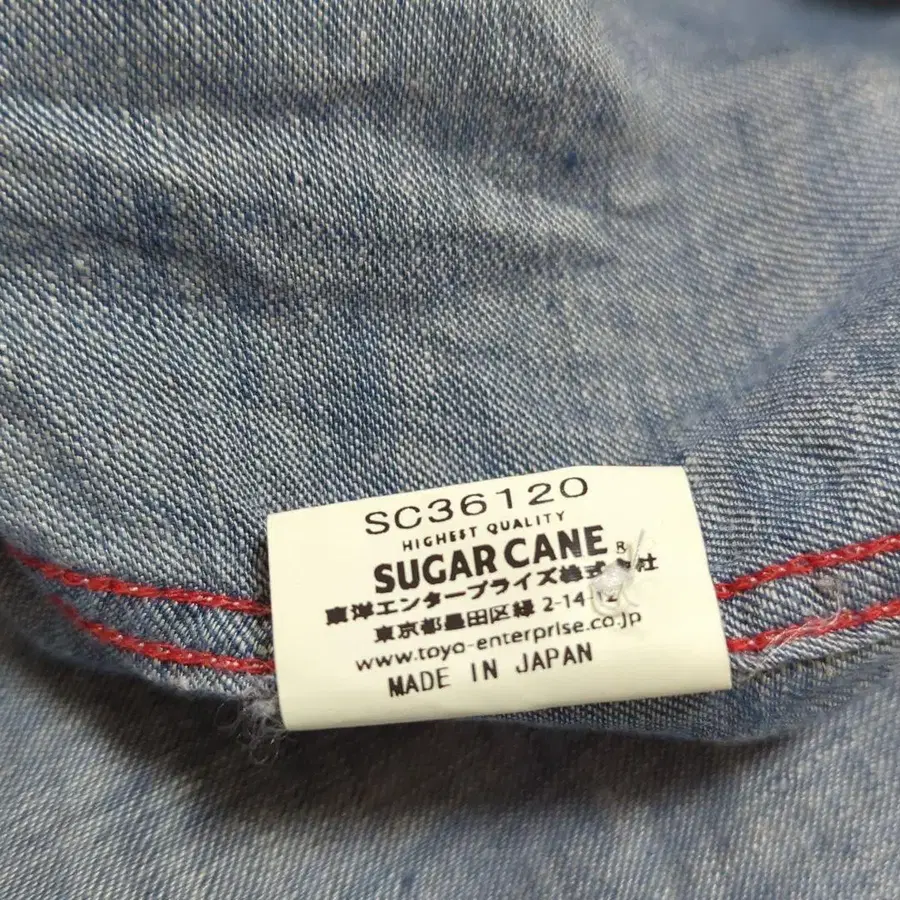 SC36120
HIGHEST QUALITY
SUGAR CANE®
東洋エンタープライズ株式会社
東京都墨田区緑 2-14-12
www.toyo-enterprise.co.jp
MADE IN JAPAN